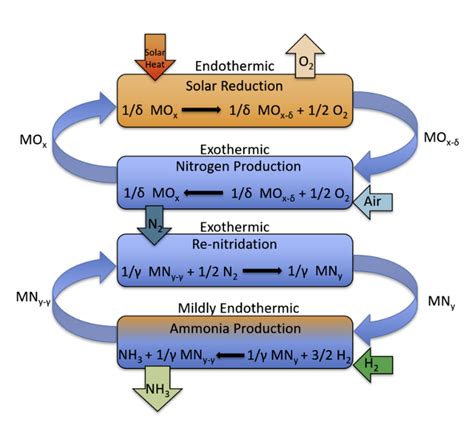 Solar
Heat
Endothermic
O₂
Solar Reduction
1/δ MOₓ → 1/δ MOₓ₋δ + 1/2 O₂
MOₓ
MOₓ₋δ
Exothermic
Nitrogen Production
1/δ MOₓ ← 1/δ MOₓ₋δ + 1/2 O₂
Air
N₂
Exothermic
Re-nitridation
1/γ MNy-γ + 1/2 N₂ → 1/γ MNy
MNy-γ
MNy
Mildly Endothermic
Ammonia Production
NH₃ + 1/γ MNy-γ ← 1/γ MNy + 3/2 H₂
H₂
NH₃